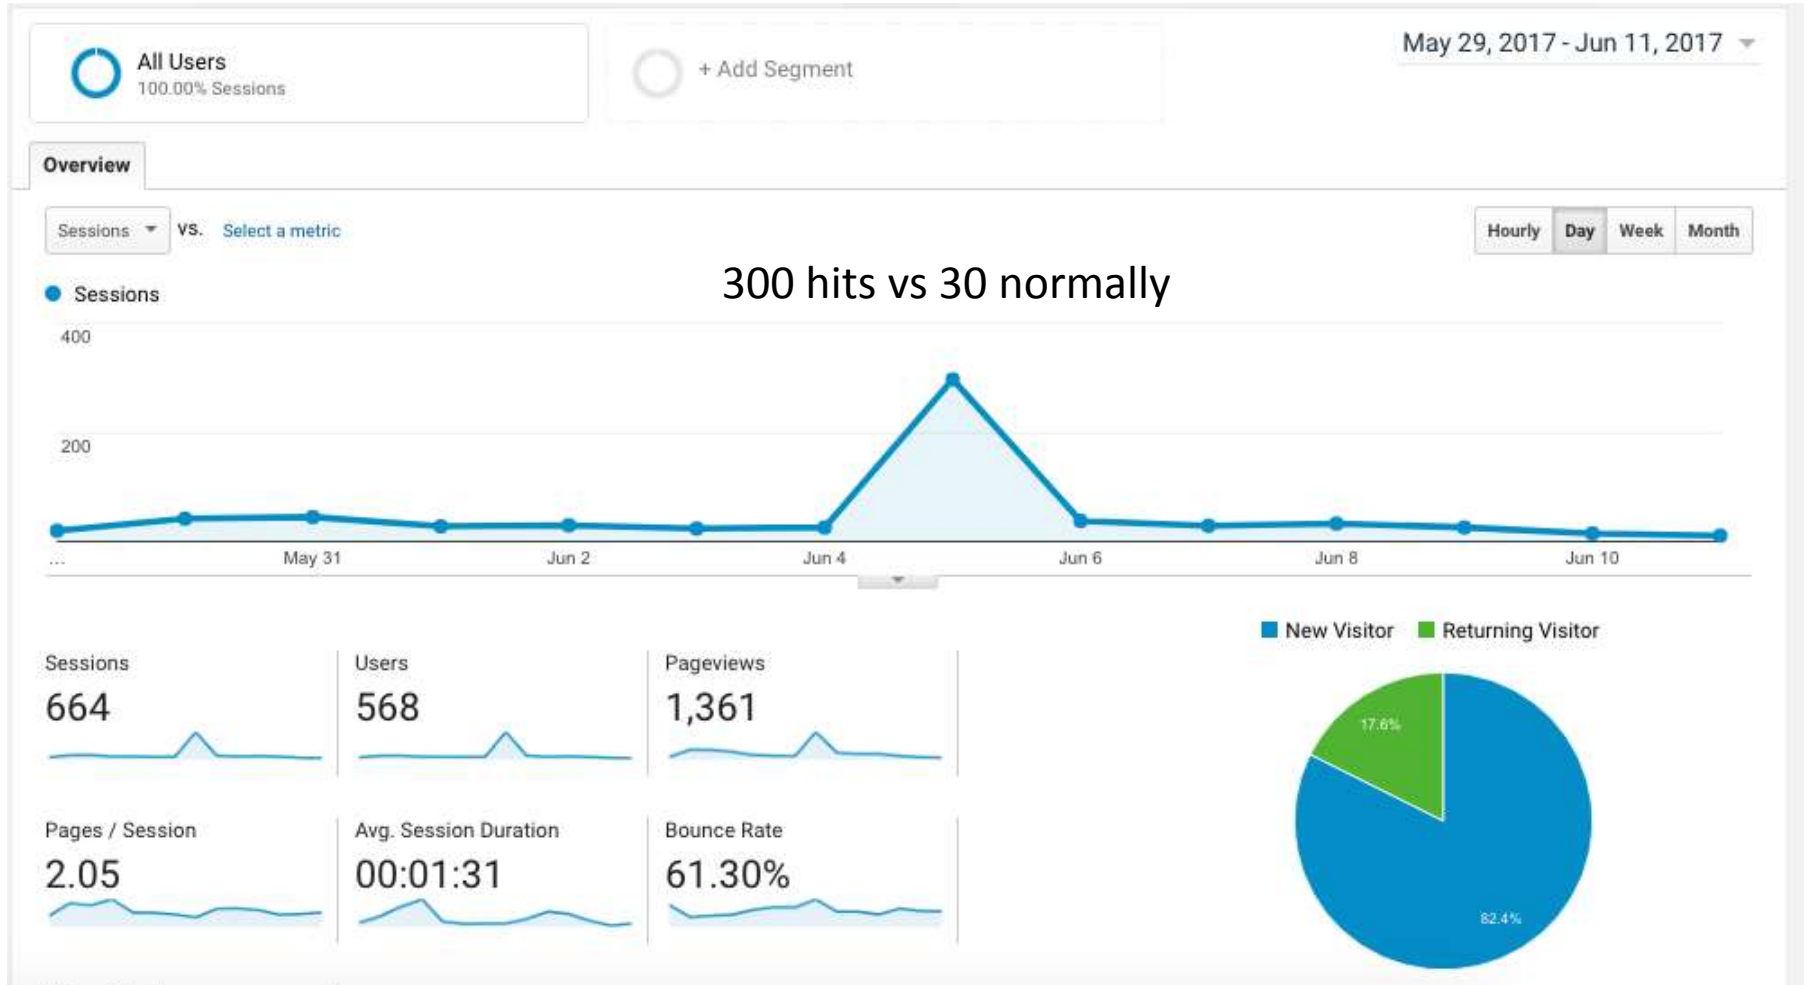 All Users
100.00% Sessions
+ Add Segment
May 29, 2017 - Jun 11, 2017
Overview
Sessions
VS.
Select a metric
Hourly
Day
Week
Month
300 hits vs 30 normally
Sessions
400
200
...
May 31
Jun 2
Jun 4
Jun 6
Jun 8
Jun 10
New Visitor
Returning Visitor
Sessions
664
Users
568
Pageviews
1,361
Pages / Session
2.05
Avg. Session Duration
00:01:31
Bounce Rate
61.30%
17.6%
82.4%